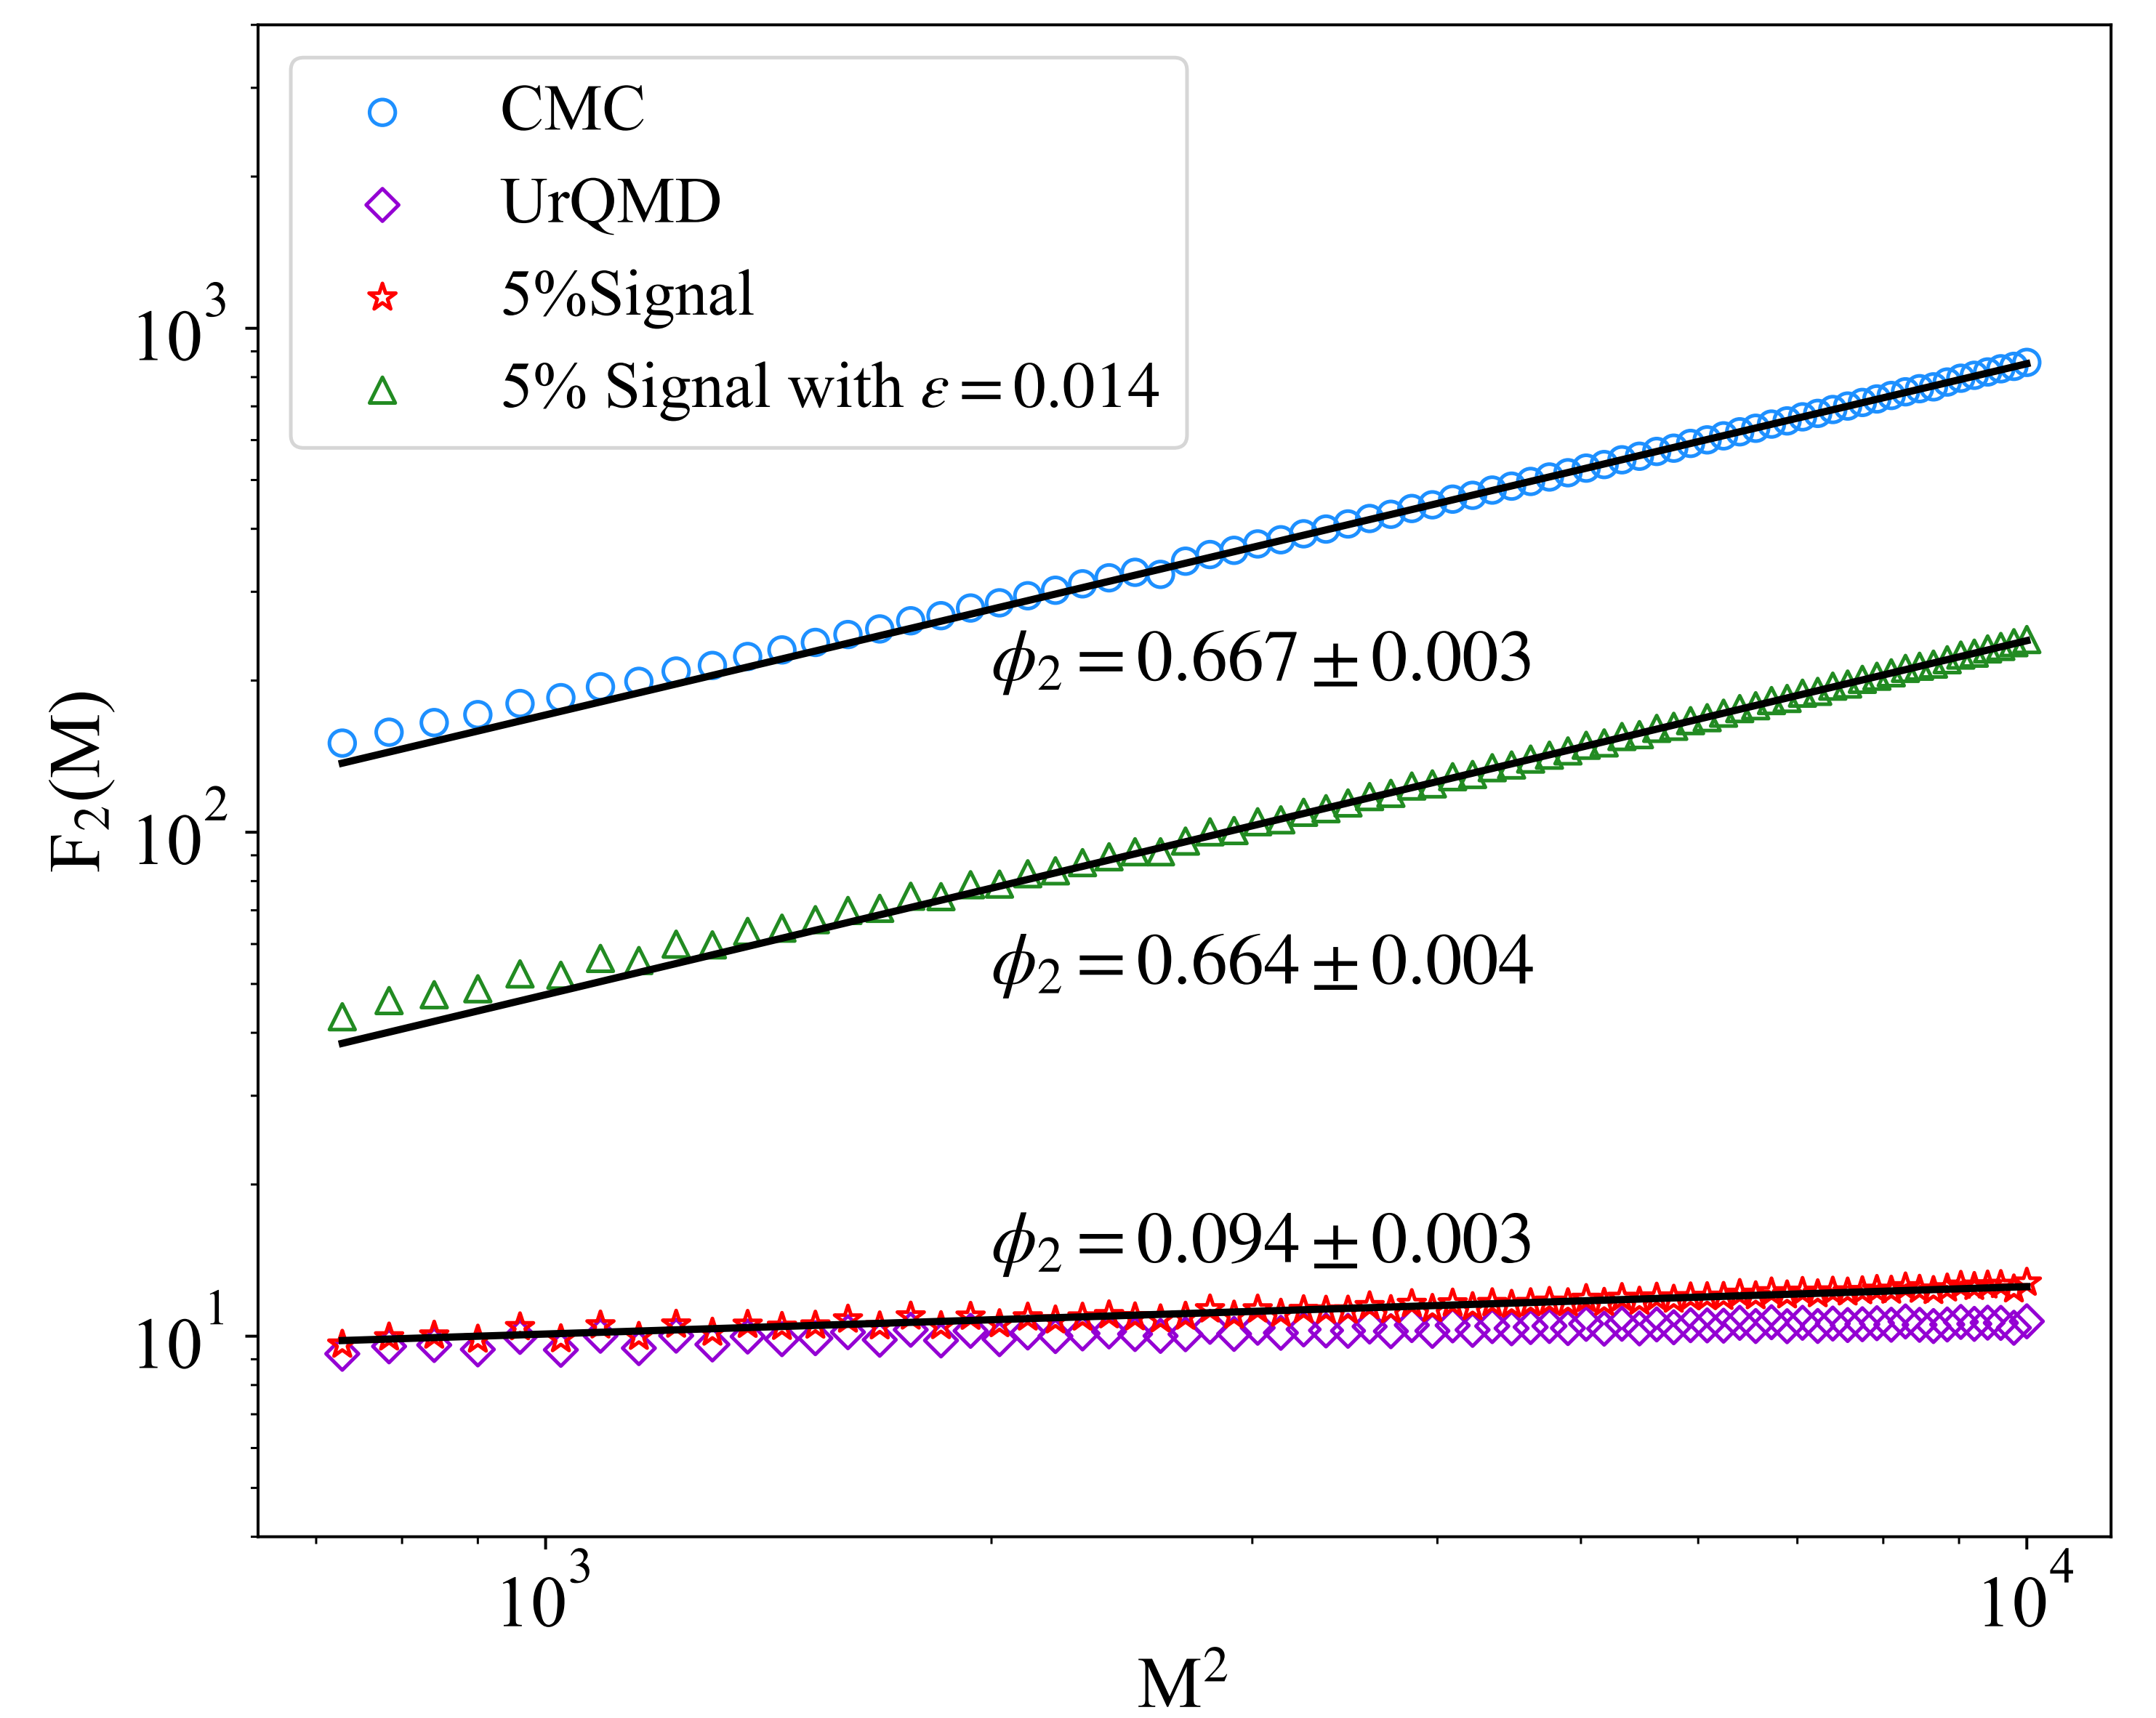 CMC
UrQMD
5%Signal
5% Signal with ε = 0.014
10³
ϕ₂ = 0.667 ± 0.003
F₂(M)
10²
ϕ₂ = 0.664 ± 0.004
ϕ₂ = 0.094 ± 0.003
10¹
10³
10⁴
M²